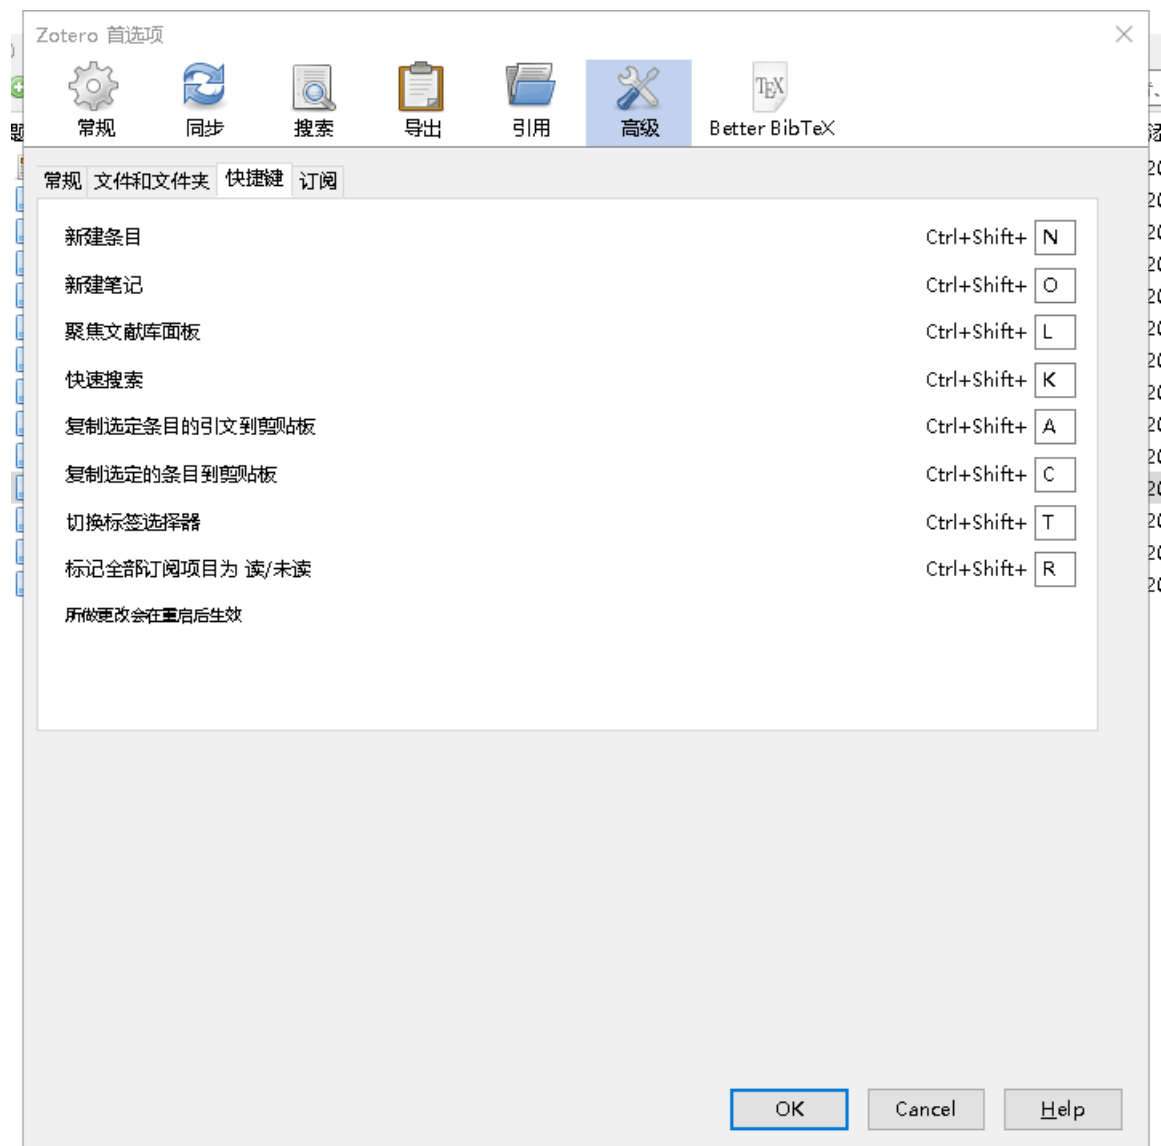 Zotero 首选项
常规 同步 搜索 导出 引用 高级 Better BibTeX
常规 文件和文件夹 快捷键 订阅
新建条目 Ctrl+Shift+ N
新建笔记 Ctrl+Shift+ O
聚焦文献库面板 Ctrl+Shift+ L
快速搜索 Ctrl+Shift+ K
复制选定条目的引文到剪贴板 Ctrl+Shift+ A
复制选定的条目到剪贴板 Ctrl+Shift+ C
切换标签选择器 Ctrl+Shift+ T
标记全部订阅项目为 读/未读 Ctrl+Shift+ R
所做更改会在重启后生效
OK Cancel Help